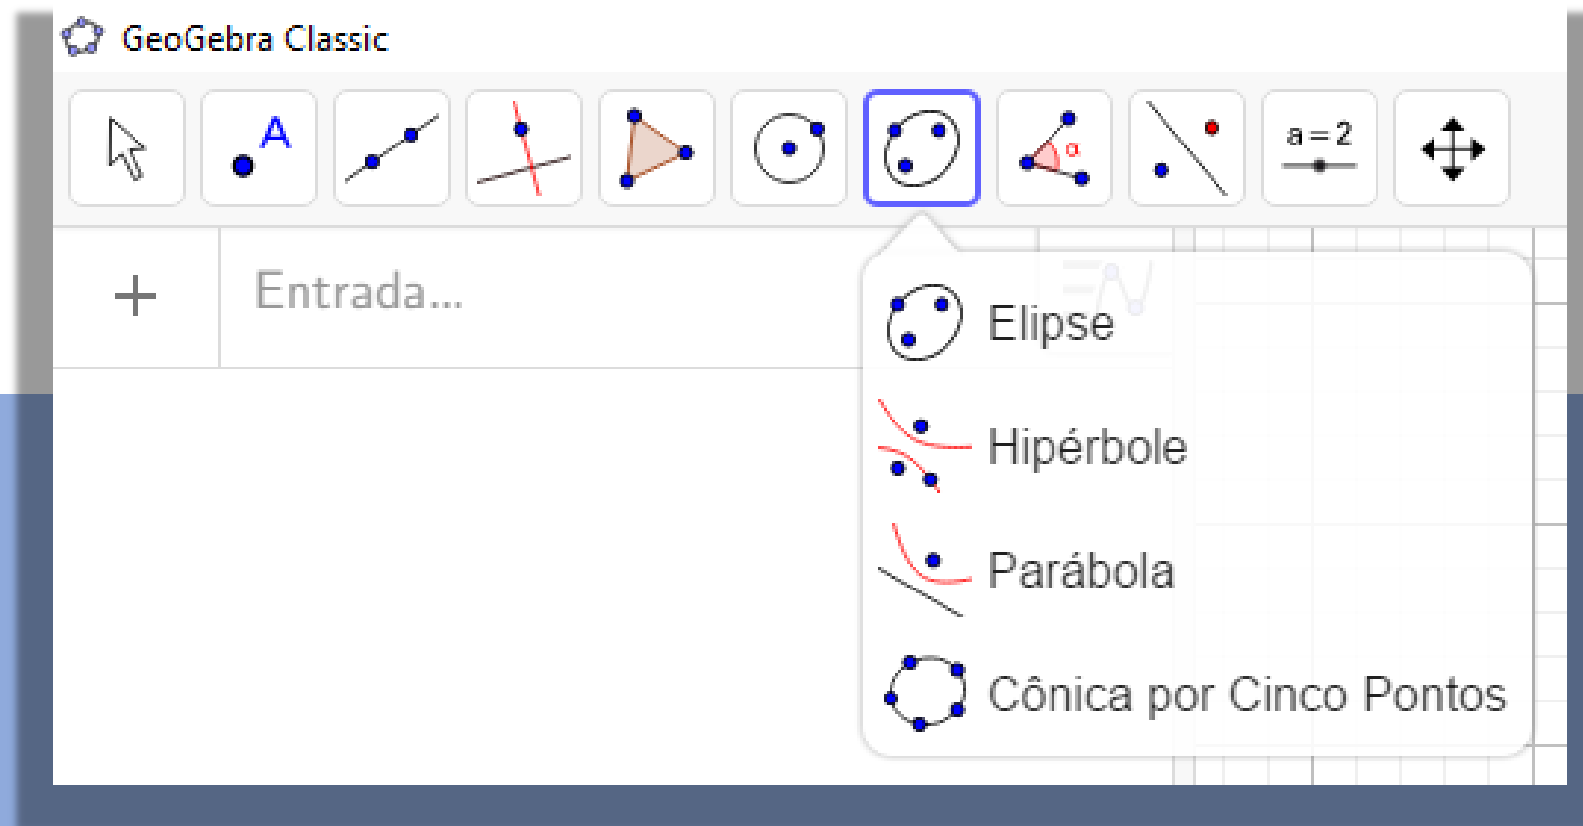 GeoGebra Classic
A
α
a = 2
Entrada...
Elipse
Hipérbole
Parábola
Cônica por Cinco Pontos